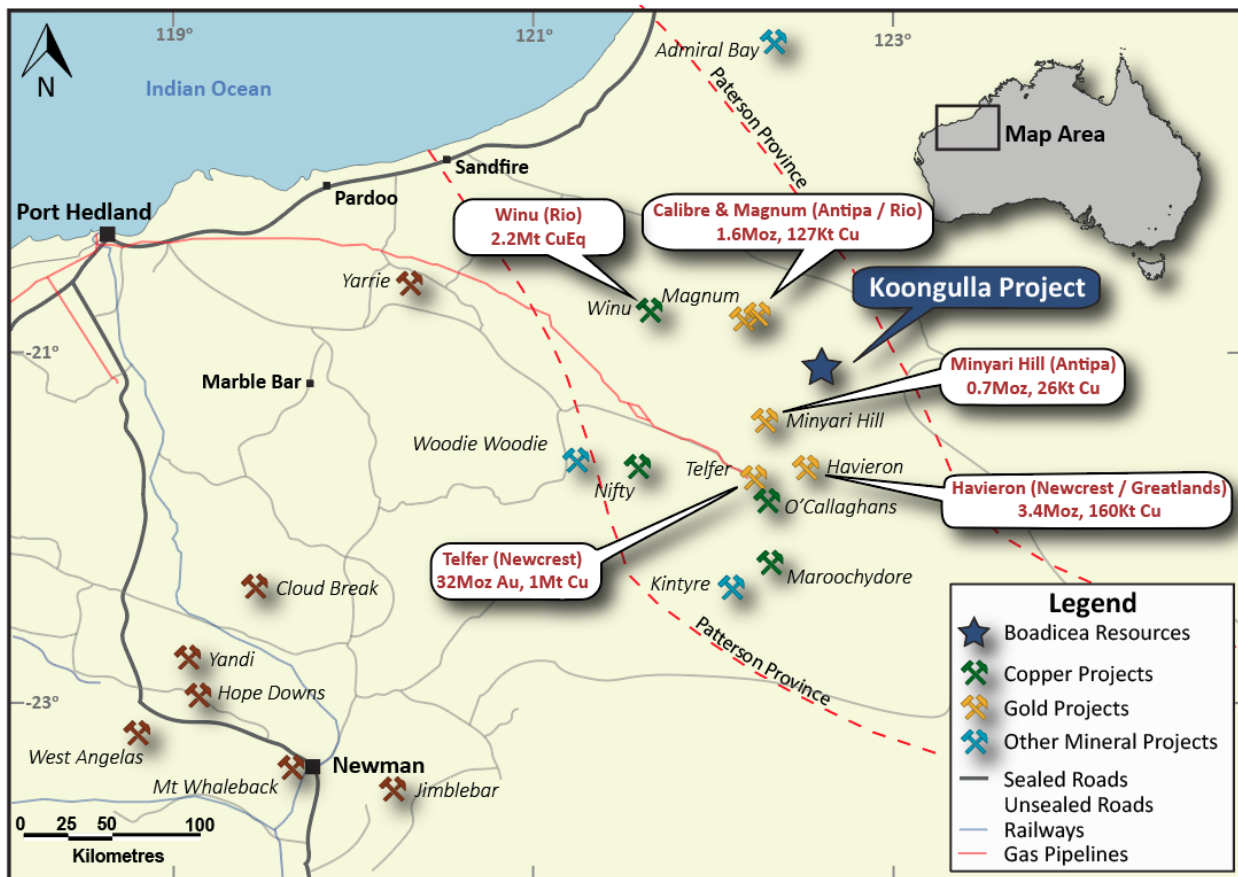 119°
121°
123°
Admiral Bay
N
Indian Ocean
Paterson Province
Map Area
Sandfire
Pardoo
Port Hedland
Winu (Rio)
2.2Mt CuEq
Calibre & Magnum (Antipa / Rio)
1.6Moz, 127Kt Cu
Koongulla Project
Yarrie
Winu
Magnum
-21°
Marble Bar
Minyari Hill (Antipa)
0.7Moz, 26Kt Cu
Minyari Hill
Woodie Woodie
Nifty
Telfer
Havieron
O'Callaghans
Havieron (Newcrest / Greatlands)
3.4Moz, 160Kt Cu
Telfer (Newcrest)
32Moz Au, 1Mt Cu
Maroochydore
Kintyre
Cloud Break
Patterson Province
Yandi
Hope Downs
-23°
West Angelas
Mt Whaleback
Newman
Jimblebar
0 25 50 100
Kilometres
Legend
Boadicea Resources
Copper Projects
Gold Projects
Other Mineral Projects
Sealed Roads
Unsealed Roads
Railways
Gas Pipelines